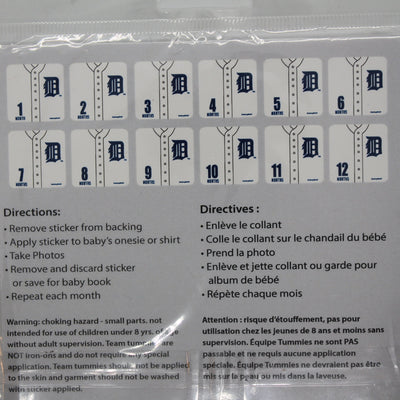 D D D D D D
1 MONTH 2 MONTHS 3 MONTHS 4 MONTHS 5 MONTHS 6 MONTHS
D D D D D D
7 MONTHS 8 MONTHS 9 MONTHS 10 MONTHS 11 MONTHS 12 MONTHS
Directions:
• Remove sticker from backing
• Apply sticker to baby's onesie or shirt
• Take Photos
• Remove and discard sticker
or save for baby book
• Repeat each month
Warning: choking hazard - small parts. not
intended for use of children under 8 yrs. of age
without adult supervision. Team tummies are
NOT iron-ons and do not require any special
application. Team tummies should not be applied
to the skin and garment should not be washed
with sticker applied.
Directives :
• Enlève le collant
• Colle le collant sur le chandail du bébé
• Prend la photo
• Enlève et jette collant ou garde pour
album de bébé
• Répète chaque mois
Attention : risque d'étouffement, pas pour
utilisation chez les jeunes de 8 ans et moins sans
supervision. Équipe Tummies ne sont PAS
passable et ne requis aucune application
spéciale. Équipe Tummies ne devraient pas être
mis sur la peau ou mis dans la laveuse.